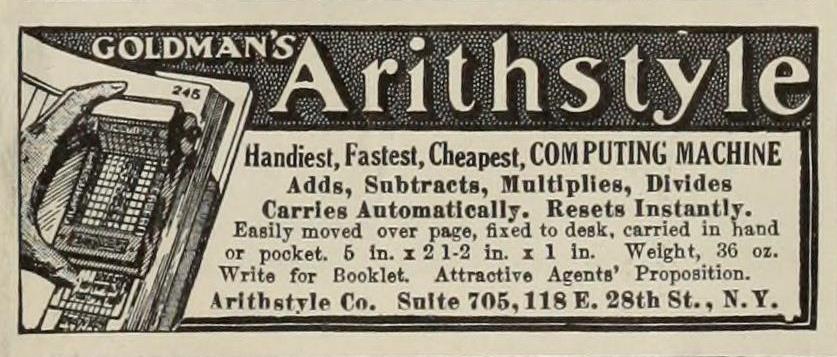 GOLDMAN'S
Arithstyle
245
Handiest, Fastest, Cheapest, COMPUTING MACHINE
Adds, Subtracts, Multiplies, Divides
Carries Automatically. Resets Instantly.
Easily moved over page, fixed to desk, carried in hand
or pocket. 5 in. x 2 1-2 in. x 1 in. Weight, 36 oz.
Write for Booklet. Attractive Agents' Proposition.
Arithstyle Co. Suite 705, 118 E. 28th St., N.Y.